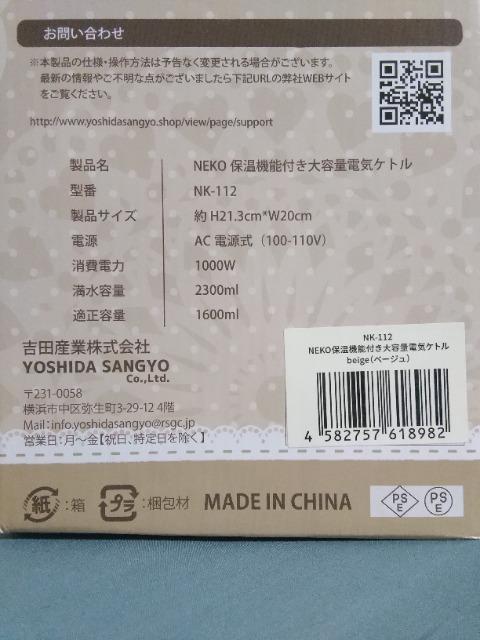 お問い合わせ
※本製品の仕様・操作方法は予告なく変更される場合がございます。
最新の情報やご不明な点がございましたら下記URLの弊社WEBサイト
をご覧ください。
http://www.yoshidasangyo.shop/view/page/support
製品名 NEKO 保温機能付き大容量電気ケトル
型番 NK-112
製品サイズ 約 H21.3cm*W20cm
電源 AC 電源式（100-110V）
消費電力 1000W
満水容量 2300ml
適正容量 1600ml
吉田産業株式会社
YOSHIDA SANGYO
Co.,Ltd.
〒231-0058
横浜市中区弥生町3-29-12 4階
Mail：info.yoshidasangyo@rsgc.jp
営業日：月～金【祝日、特定日を除く】
NK-112
NEKO保温機能付き大容量電気ケトル
beige（ベージュ）
4 582757 618982
紙：箱 プラ：梱包材 MADE IN CHINA PSE PSE